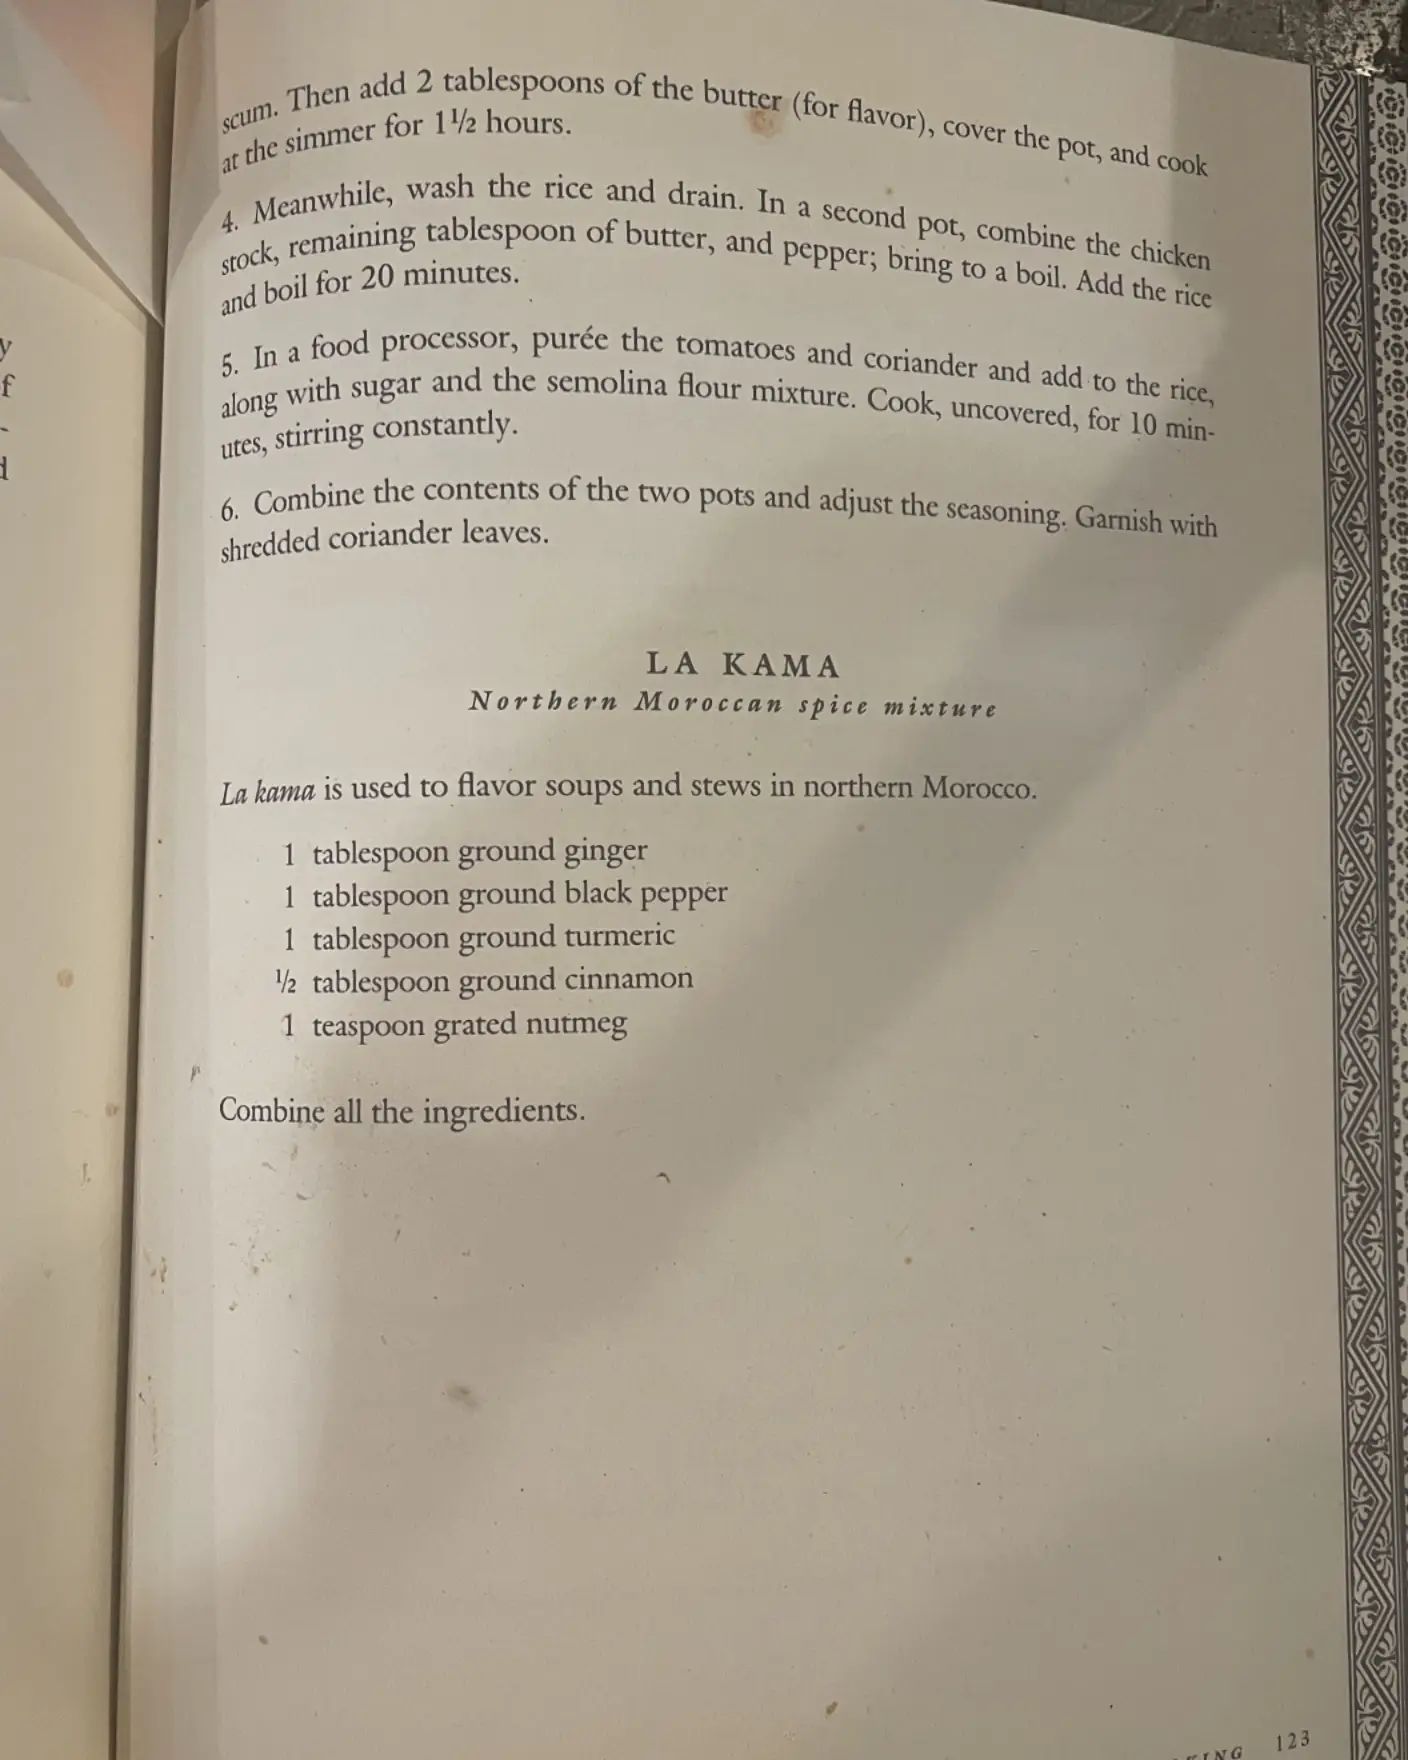 scum. Then add 2 tablespoons of the butter (for flavor), cover the pot, and cook
at the simmer for 1½ hours.
4. Meanwhile, wash the rice and drain. In a second pot, combine the chicken
stock, remaining tablespoon of butter, and pepper; bring to a boil. Add the rice
and boil for 20 minutes.
5. In a food processor, purée the tomatoes and coriander and add to the rice,
along with sugar and the semolina flour mixture. Cook, uncovered, for 10 min-
utes, stirring constantly.
6. Combine the contents of the two pots and adjust the seasoning. Garnish with
shredded coriander leaves.
LA KAMA
Northern Moroccan spice mixture
La kama is used to flavor soups and stews in northern Morocco.
1 tablespoon ground ginger
1 tablespoon ground black pepper
1 tablespoon ground turmeric
½ tablespoon ground cinnamon
1 teaspoon grated nutmeg
Combine all the ingredients.
123